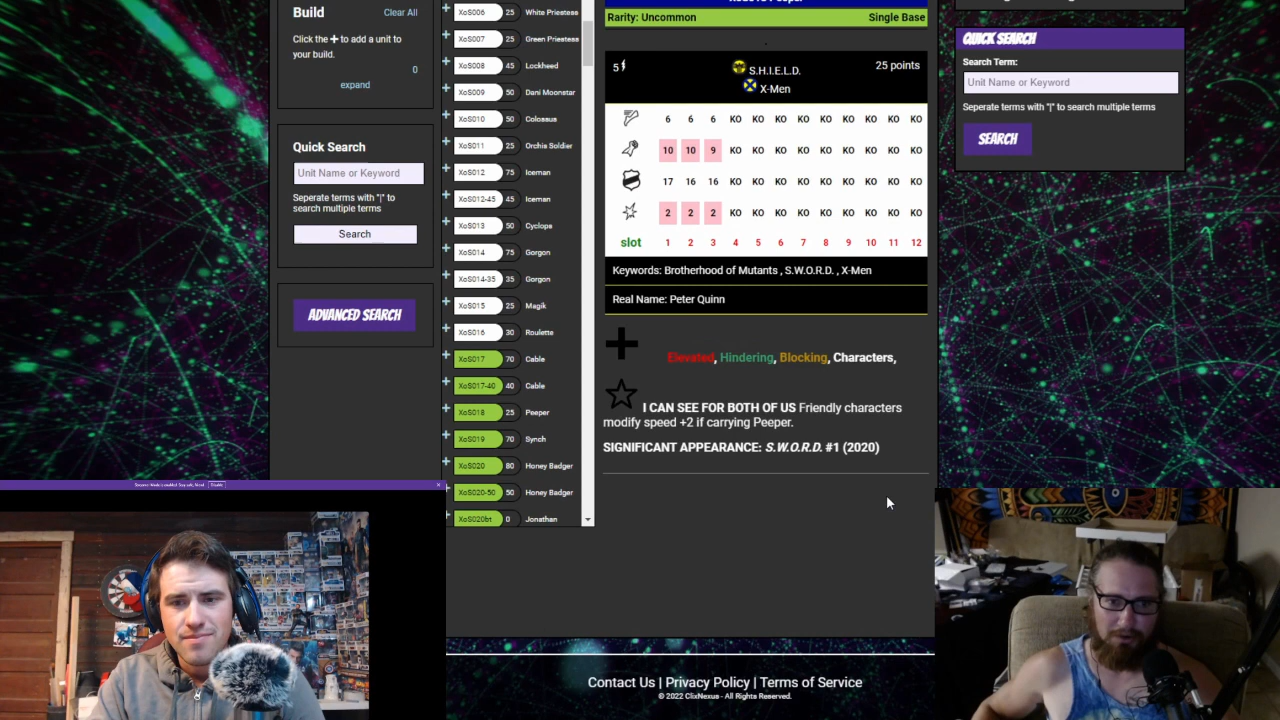 Build
Clear All
Click the + to add a unit to
your build.
0
expand
Quick Search
Unit Name or Keyword
Seperate terms with "|" to
search multiple terms
Search
ADVANCED SEARCH
XoS006 25 White Priestess
XoS007 25 Green Priestess
XoS008 45 Lockheed
XoS009 50 Dani Moonstar
XoS010 50 Colossus
XoS011 25 Orchis Soldier
XoS012 75 Iceman
XoS012-45 45 Iceman
XoS013 50 Cyclops
XoS014 75 Gorgon
XoS014-35 35 Gorgon
XoS015 25 Magik
XoS016 30 Roulette
XoS017 70 Cable
XoS017-40 40 Cable
XoS018 25 Peeper
XoS019 70 Synch
XoS020 80 Honey Badger
XoS020-50 50 Honey Badger
XoS020bt 0 Jonathan
Rarity: Uncommon
Single Base
5
S.H.I.E.L.D.
X-Men
25 points
6 6 6 KO KO KO KO KO KO KO KO KO
10 10 9 KO KO KO KO KO KO KO KO KO
17 16 16 KO KO KO KO KO KO KO KO KO
2 2 2 KO KO KO KO KO KO KO KO KO
slot 1 2 3 4 5 6 7 8 9 10 11 12
Keywords: Brotherhood of Mutants , S.W.O.R.D. , X-Men
Real Name: Peter Quinn
Elevated, Hindering, Blocking, Characters,
I CAN SEE FOR BOTH OF US Friendly characters
modify speed +2 if carrying Peeper.
SIGNIFICANT APPEARANCE: S.W.O.R.D. #1 (2020)
QUICK SEARCH
Search Term:
Unit Name or Keyword
Seperate terms with "|" to search multiple terms
SEARCH
Contact Us | Privacy Policy | Terms of Service
© 2022 ClixNexus - All Rights Reserved.